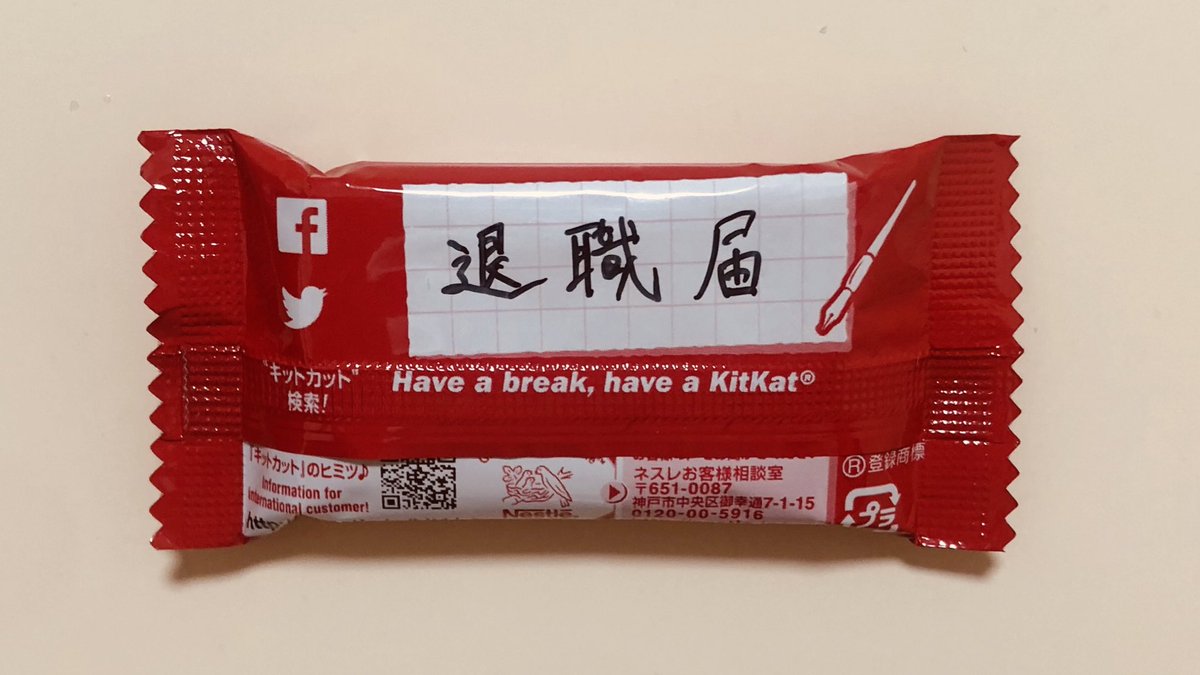 退職届
"キットカット"
検索!
Have a break, have a KitKat®
「キットカット」のヒミツ♪
Information for
international customer!
Nestlé
ネスレお客様相談室
〒651-0087
神戸市中央区御幸通7-1-15
0120-00-5916
®登録商標
プラ